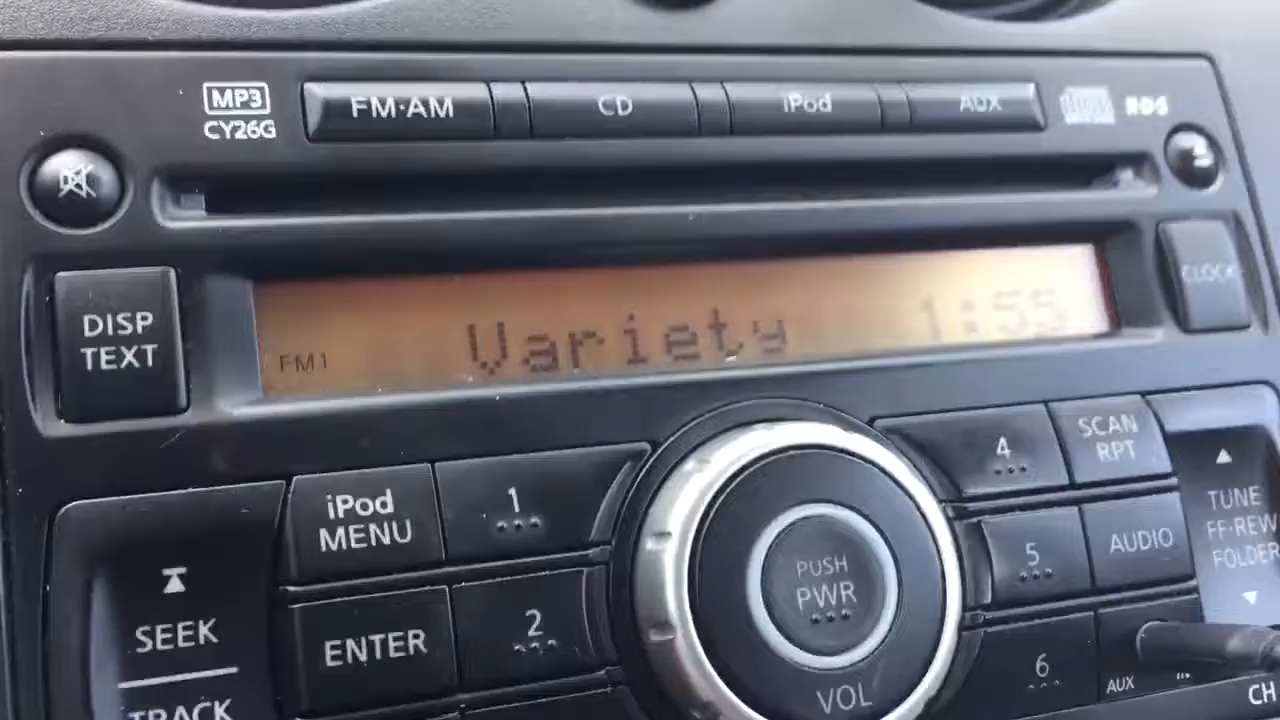 MP3
CY26G
FM·AM
CD
iPod
AUX
RDS
DISP
TEXT
FM1
Variety
1:55
CLOCK
iPod
MENU
1
4
SCAN
RPT
TUNE
FF·REW
FOLDER
SEEK
TRACK
ENTER
2
PUSH
PWR
VOL
5
AUDIO
6
AUX IN
CH